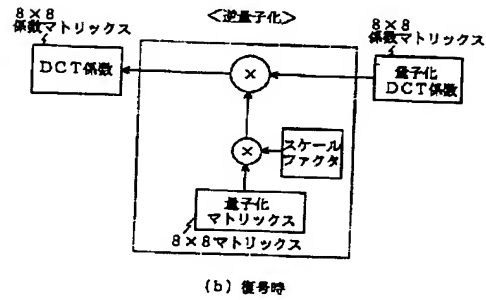 8×8
係数マトリックス
DCT係数
<逆量子化>
×
8×8
係数マトリックス
量子化
DCT係数
×
スケール
ファクタ
量子化
マトリックス
8×8マトリックス
(b) 復号時